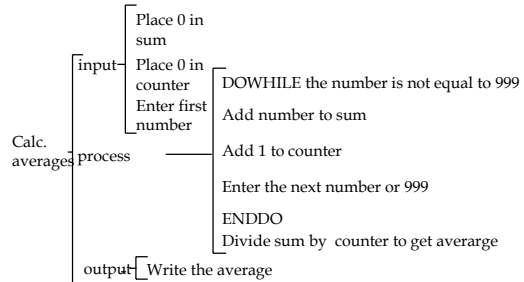 Place 0 in
sum
input
Place 0 in
counter
Enter first
number
DOWHILE the number is not equal to 999
Add number to sum
Calc.
averages
process
Add 1 to counter
Enter the next number or 999
ENDDO
Divide sum by counter to get averarge
output
Write the average